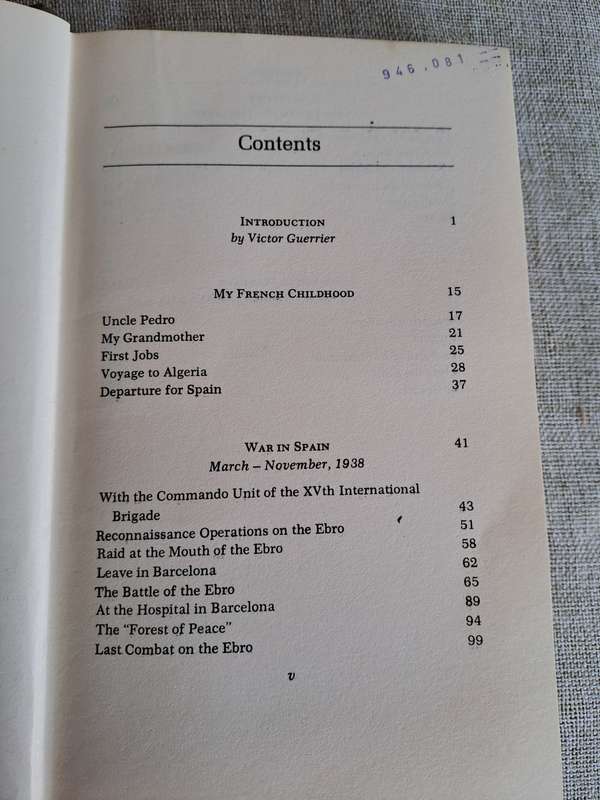 946.081
Contents
INTRODUCTION 1
by Victor Guerrier
MY FRENCH CHILDHOOD 15
Uncle Pedro 17
My Grandmother 21
First Jobs 25
Voyage to Algeria 28
Departure for Spain 37
WAR IN SPAIN 41
March – November, 1938
With the Commando Unit of the XVth International
Brigade 43
Reconnaissance Operations on the Ebro 51
Raid at the Mouth of the Ebro 58
Leave in Barcelona 62
The Battle of the Ebro 65
At the Hospital in Barcelona 89
The "Forest of Peace" 94
Last Combat on the Ebro 99
v